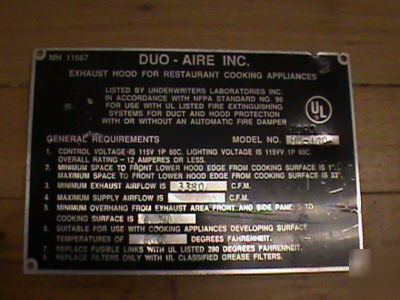 MH 11067
DUO - AIRE INC.
EXHAUST HOOD FOR RESTAURANT COOKING APPLIANCES
LISTED BY UNDERWRITERS LABORATORIES INC.
IN ACCORDANCE WITH NFPA STANDARD NO. 96
FOR USE WITH UL LISTED FIRE EXTINGUISHING
SYSTEMS FOR DUCT AND HOOD PROTECTION
WITH OR WITHOUT AN AUTOMATIC FIRE DAMPER
UL
GENERAL REQUIREMENTS
MODEL NO.
1. CONTROL VOLTAGE IS 115V 1P 60C. LIGHTING VOLTAGE IS 115VV 1P 60C.
OVERALL RATING - 12 AMPERES OR LESS.
2. MINIMUM SPACE TO FRONT LOWER HOOD EDGE FROM COOKING SURFACE IS 1"
MAXIMUM SPACE TO FRONT LOWER HOOD EDGE FROM COOKING SURFACE IS 53".
3. MINIMUM EXHAUST AIRFLOW IS 3380 C.F.M.
4. MAXIMUM SUPPLY AIRFLOW IS C.F.M.
5. MINIMUM OVERHANG FROM EXHAUST AREA FRONT AND SIDE PANELS TO
COOKING SURFACE IS
6. SUITABLE FOR USE WITH COOKING APPLIANCES DEVELOPING SURFACE
TEMPERATURES OF DEGREES FAHRENHEIT.
7. REPLACE FUSIBLE LINKS WITH UL LISTED 280 DEGREES FAHRENHEIT.
8. REPLACE FILTERS ONLY WITH UL CLASSIFIED GREASE FILTERS.